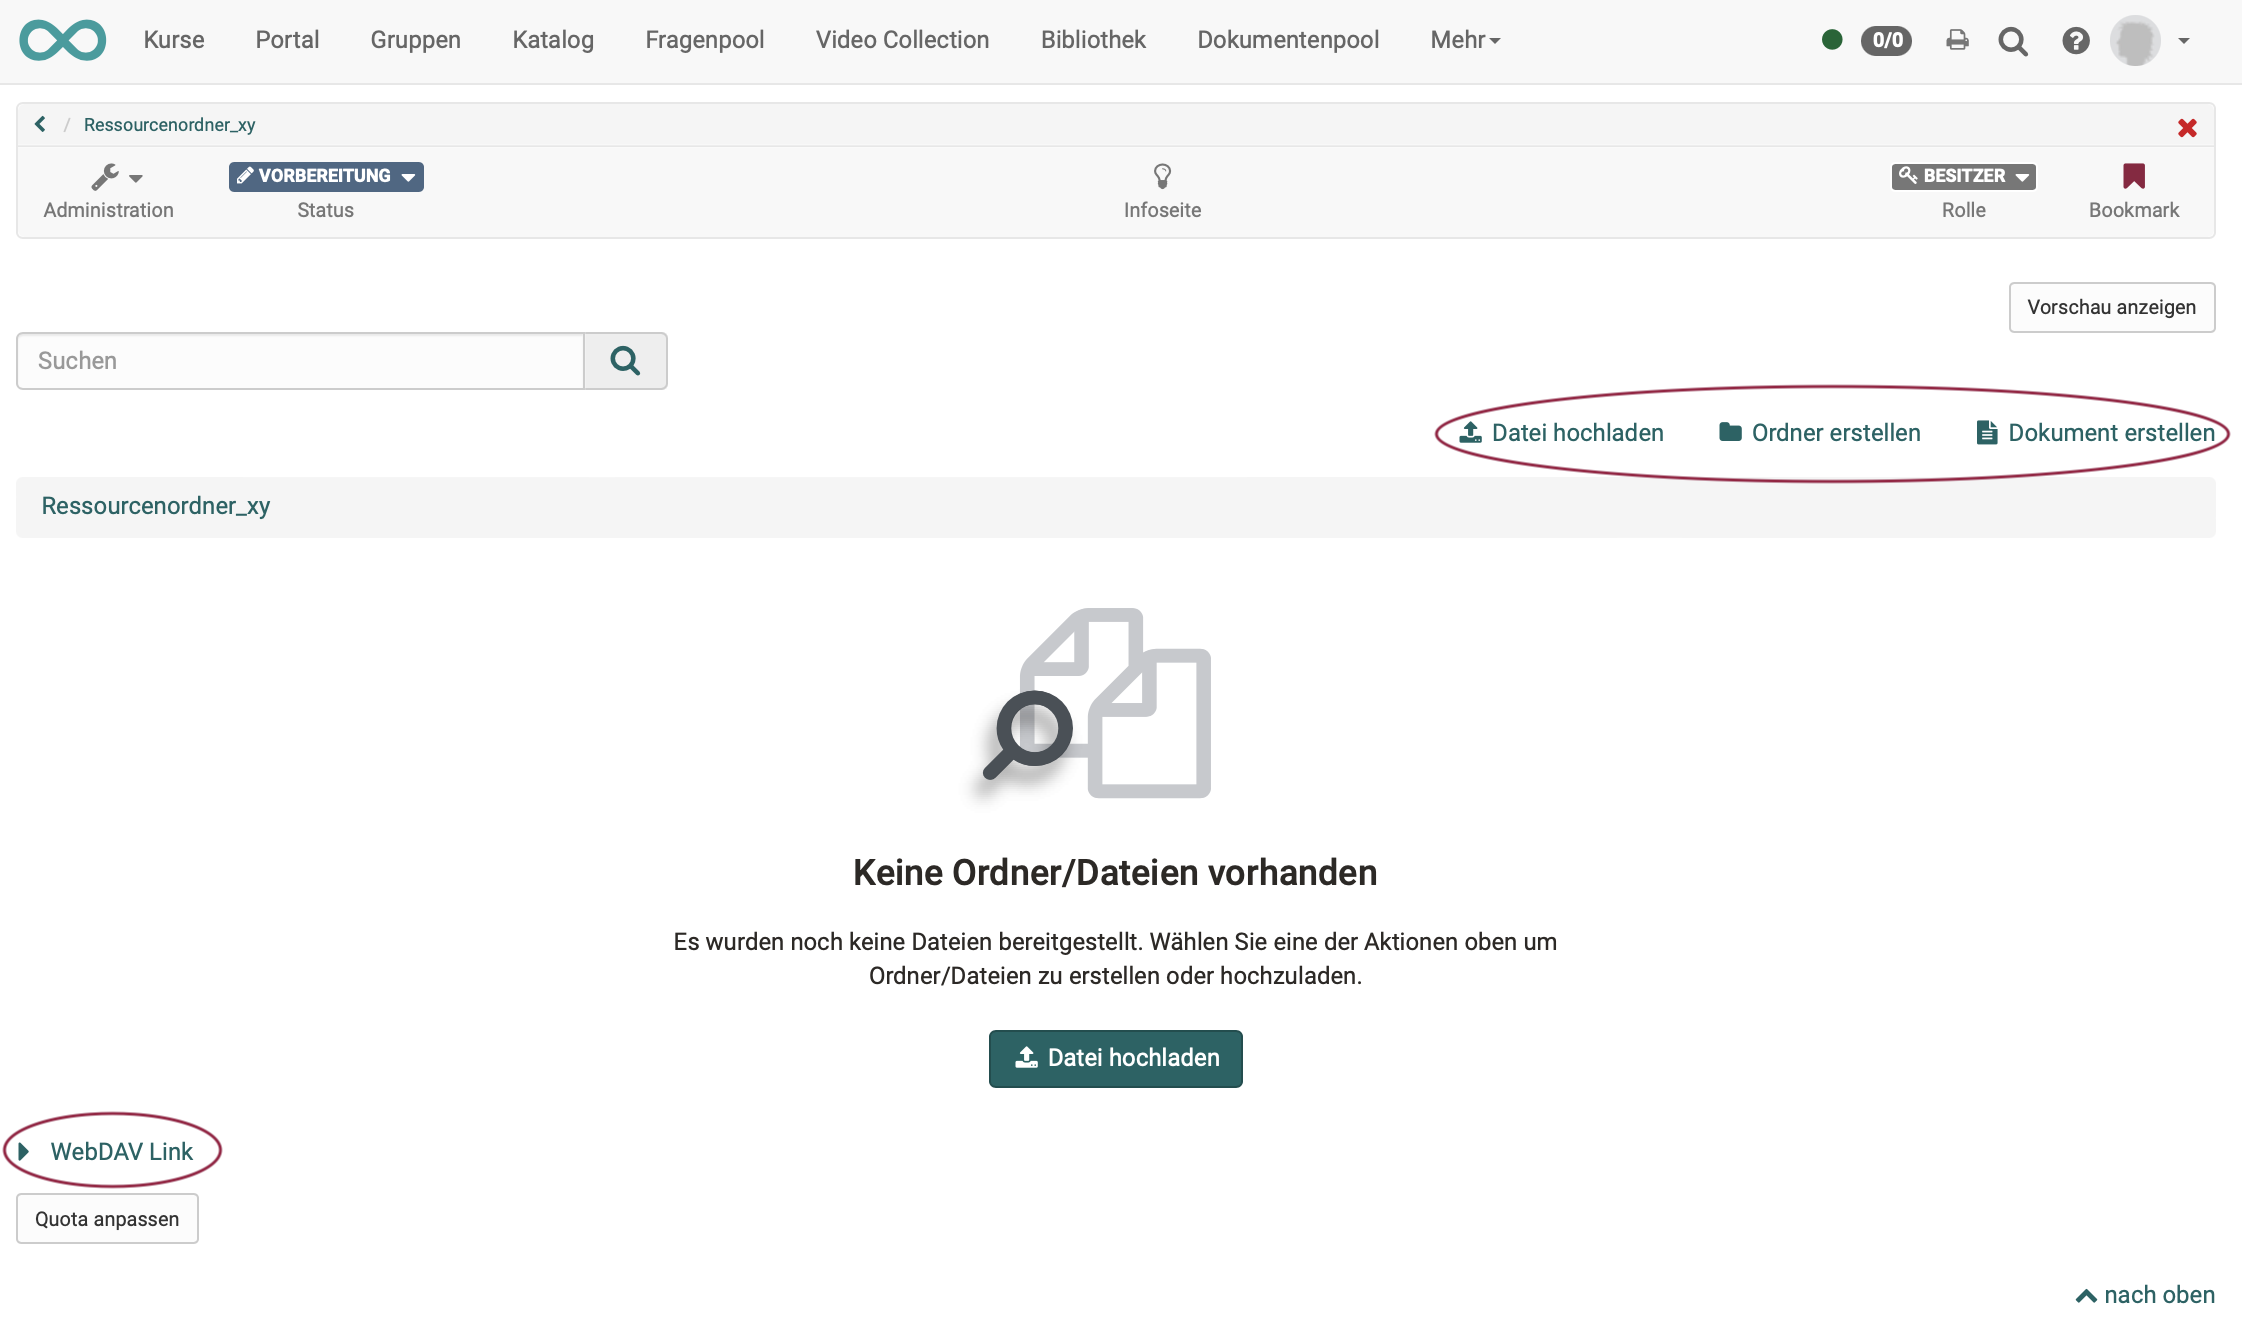 Kurse Portal Gruppen Katalog Fragenpool Video Collection Bibliothek Dokumentenpool Mehr 0/0
/ Ressourcenordner_xy
VORBEREITUNG BESITZER
Administration Status Infoseite Rolle Bookmark
Vorschau anzeigen
Suchen
Datei hochladen Ordner erstellen Dokument erstellen
Ressourcenordner_xy
Keine Ordner/Dateien vorhanden
Es wurden noch keine Dateien bereitgestellt. Wählen Sie eine der Aktionen oben um
Ordner/Dateien zu erstellen oder hochzuladen.
Datei hochladen
WebDAV Link
Quota anpassen
nach oben